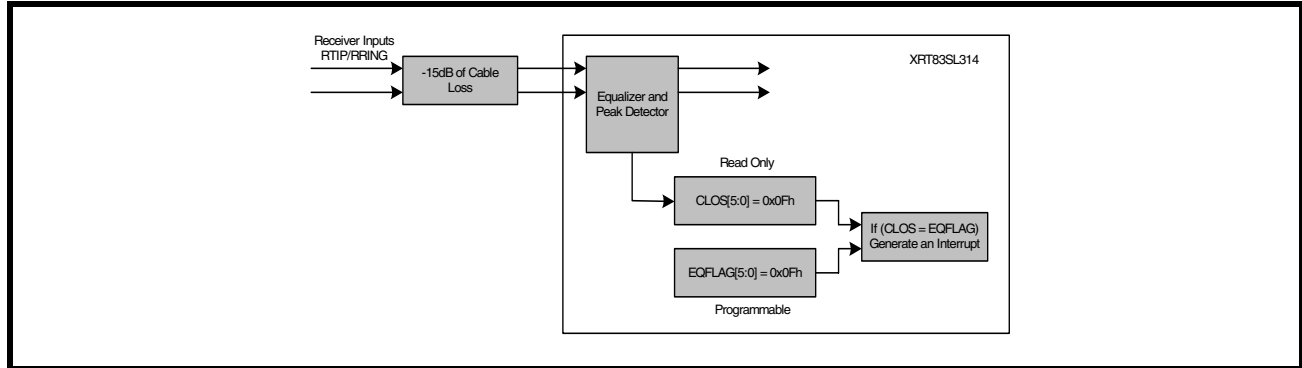 Receiver Inputs
RTIP/RRING
-15dB of Cable
Loss
XRT83SL314
Equalizer and
Peak Detector
Read Only
CLOS[5:0] = 0x0Fh
If (CLOS = EQFLAG)
Generate an Interrupt
EQFLAG[5:0] = 0x0Fh
Programmable